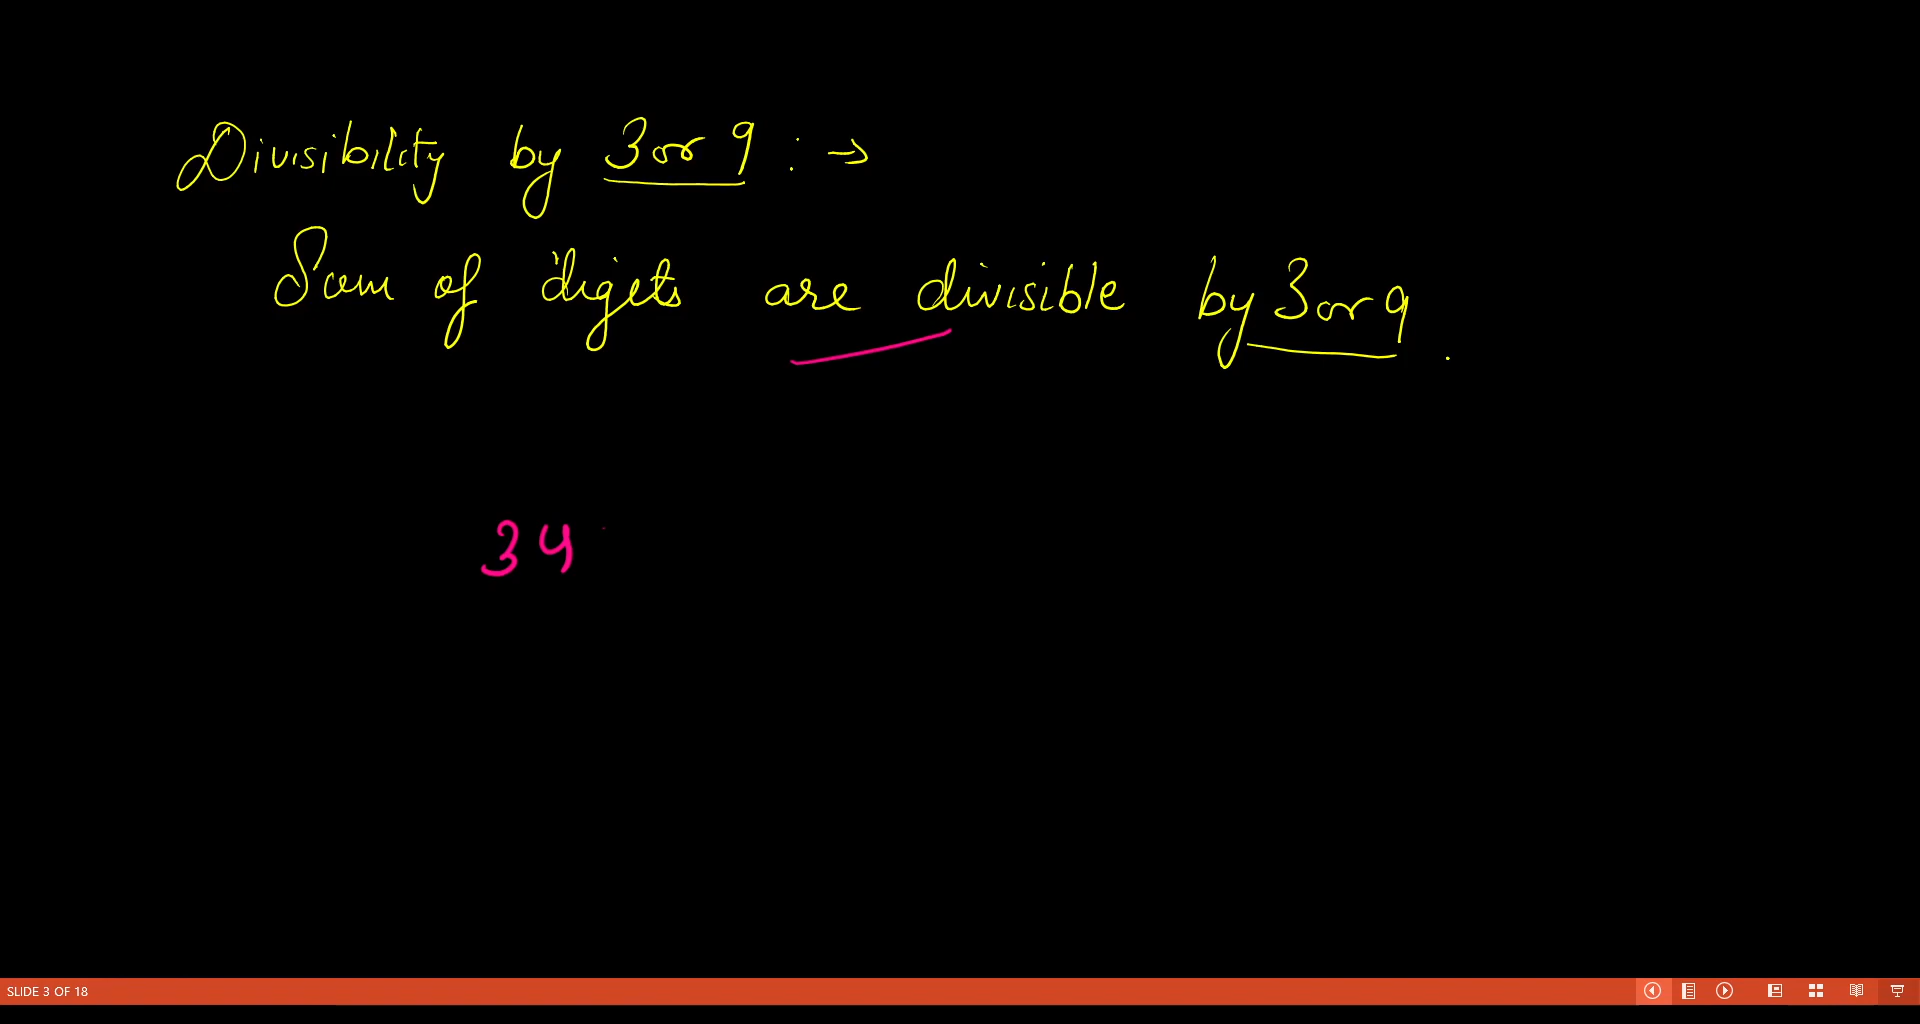 Divisibility by 3 or 9 : →
Sum of digits are divisible by 3 or 9 .
34
SLIDE 3 OF 18